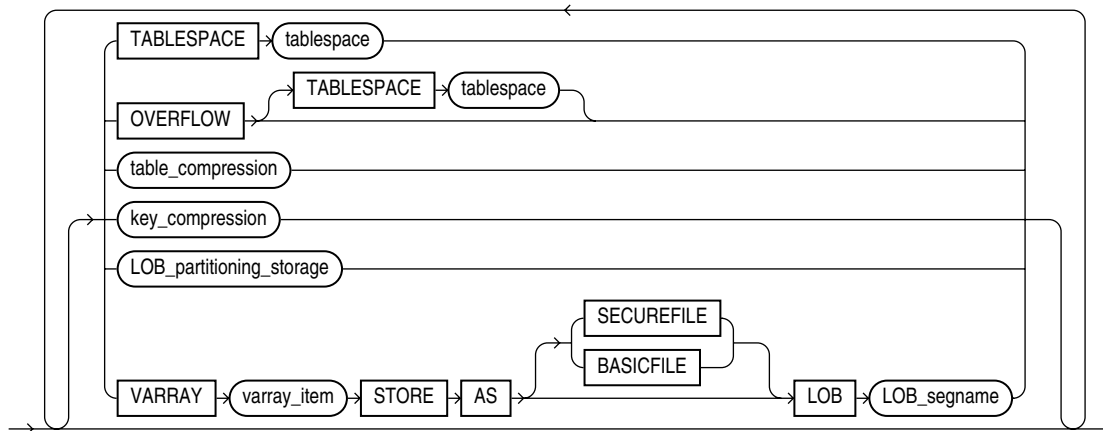 TABLESPACE tablespace
TABLESPACE tablespace
OVERFLOW
table_compression
key_compression
LOB_partitioning_storage
SECUREFILE
BASICFILE
VARRAY varray_item STORE AS LOB LOB_segname